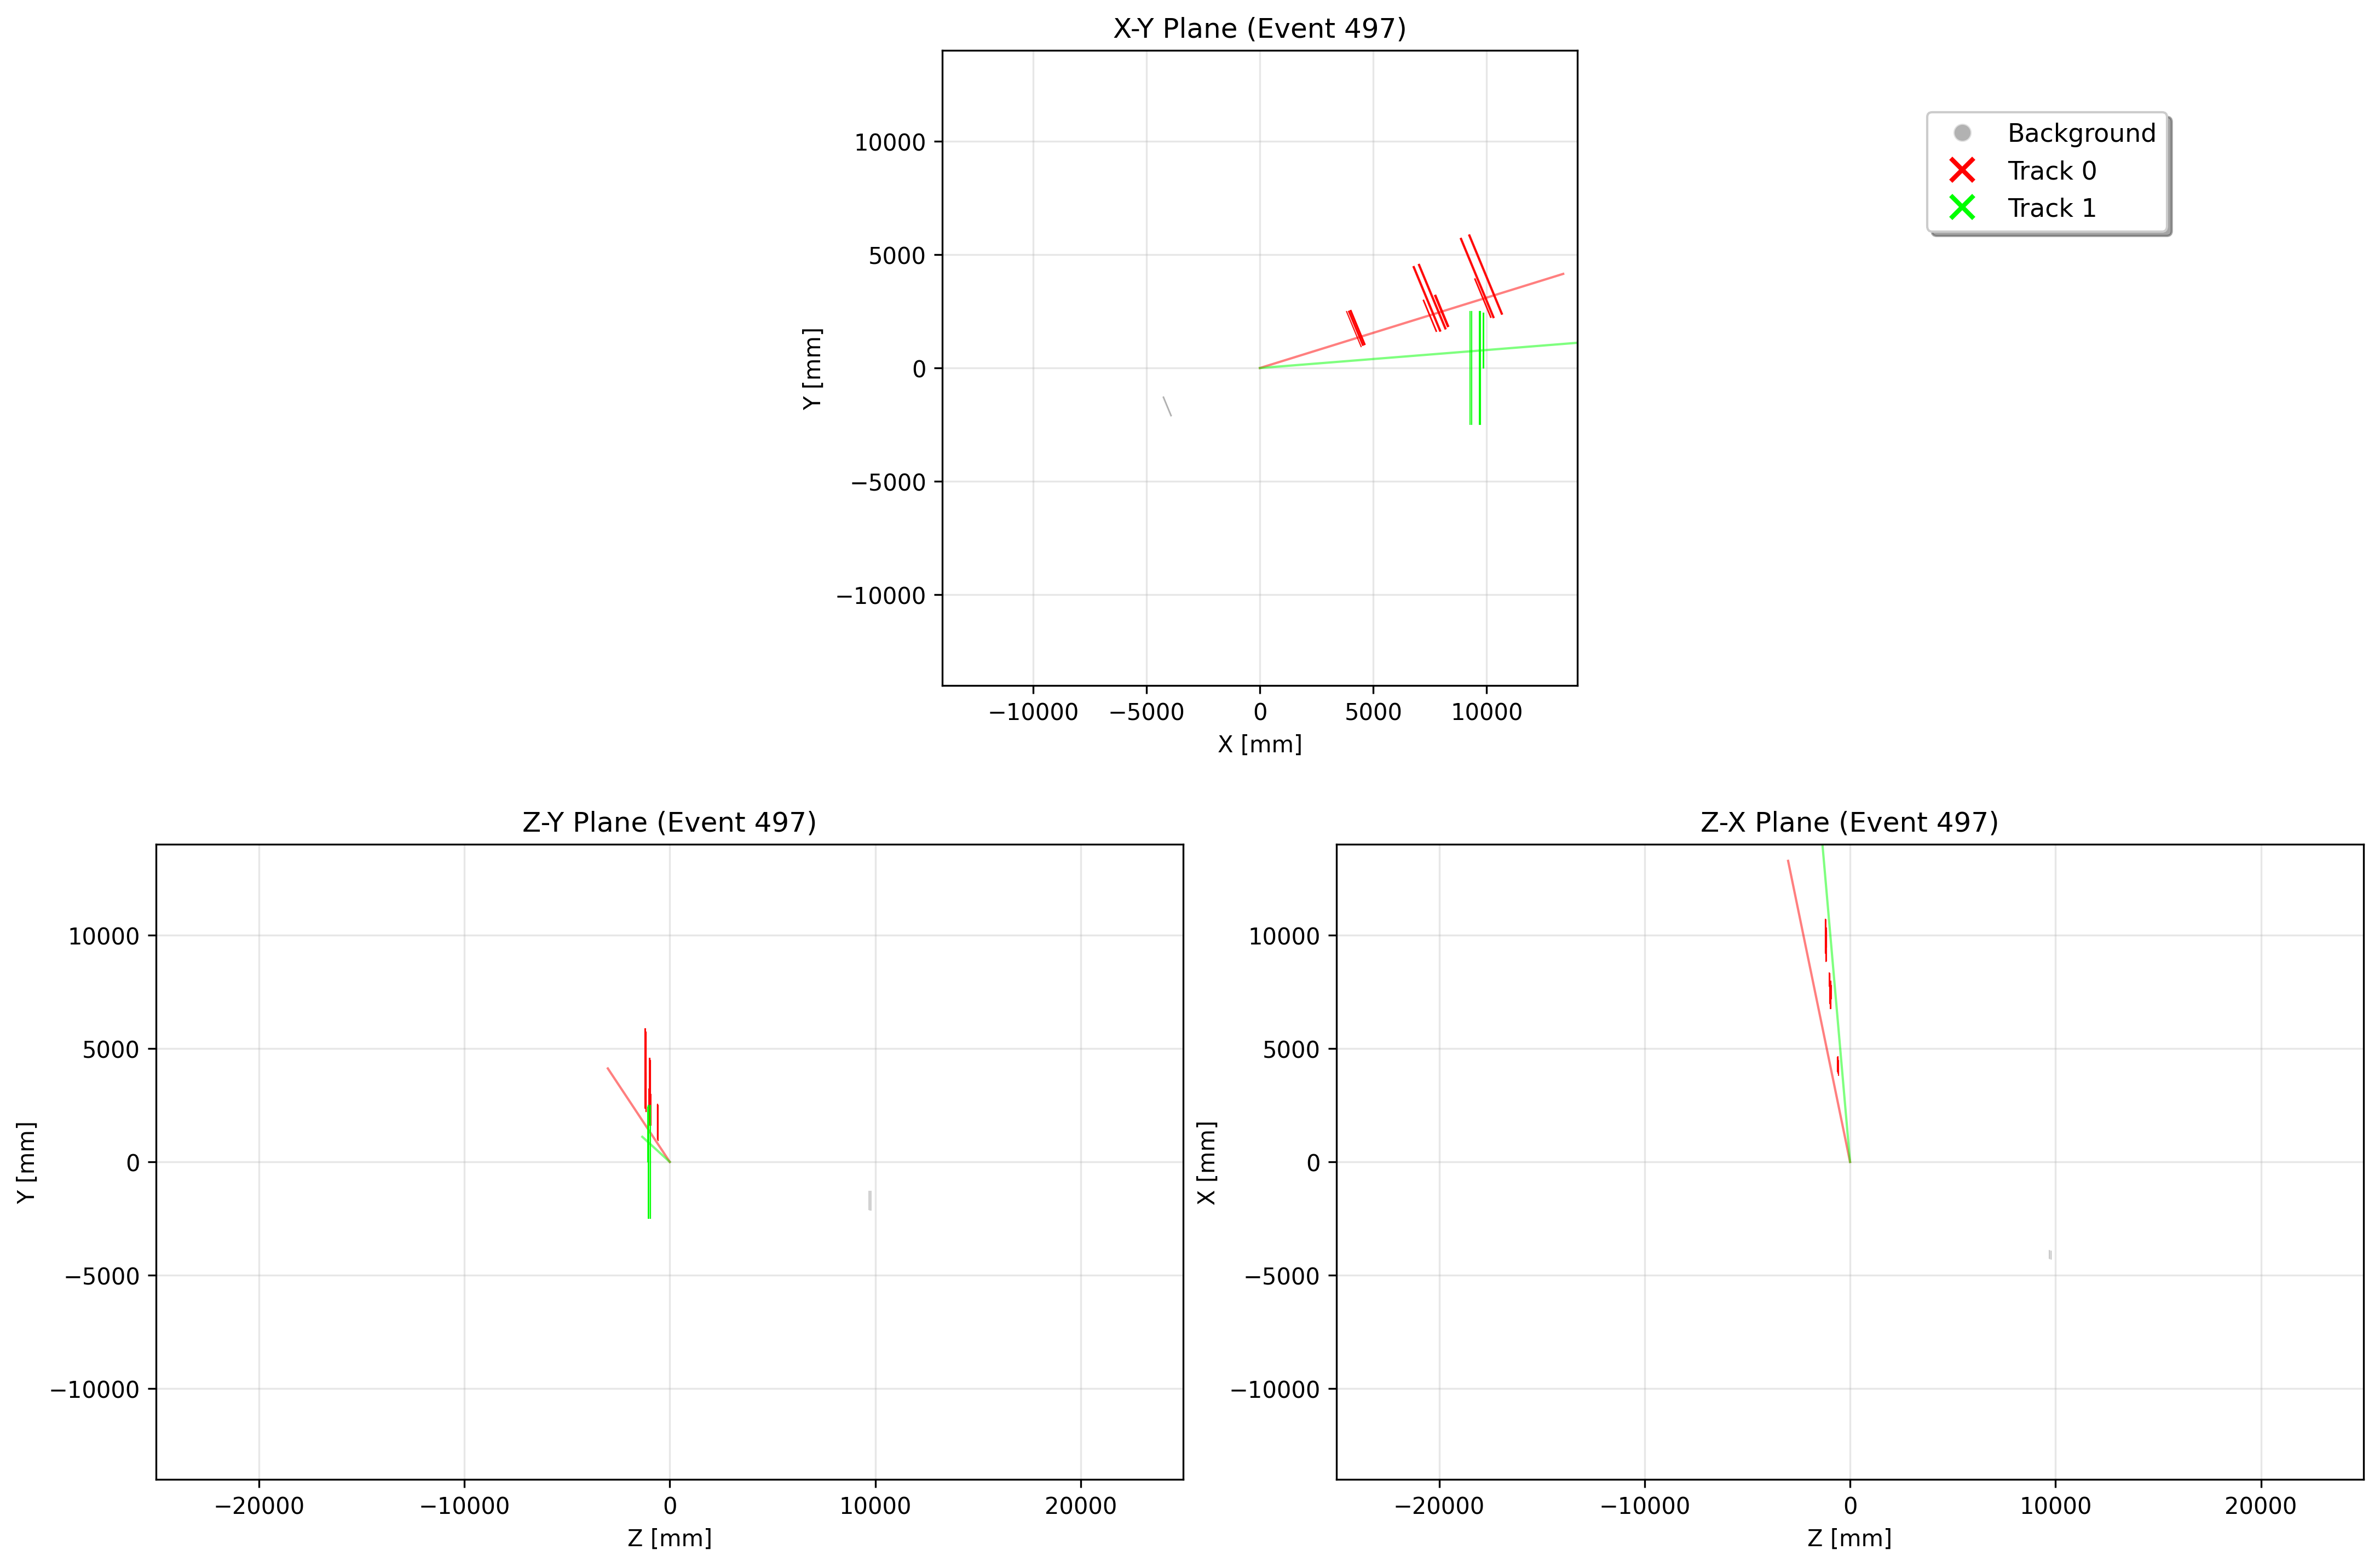 X-Y Plane (Event 497)
Y [mm]
10000
5000
0
−5000
−10000
−10000 −5000 0 5000 10000
X [mm]
Background
Track 0
Track 1
Z-Y Plane (Event 497)
Y [mm]
10000
5000
0
−5000
−10000
−20000 −10000 0 10000 20000
Z [mm]
Z-X Plane (Event 497)
X [mm]
10000
5000
0
−5000
−10000
−20000 −10000 0 10000 20000
Z [mm]